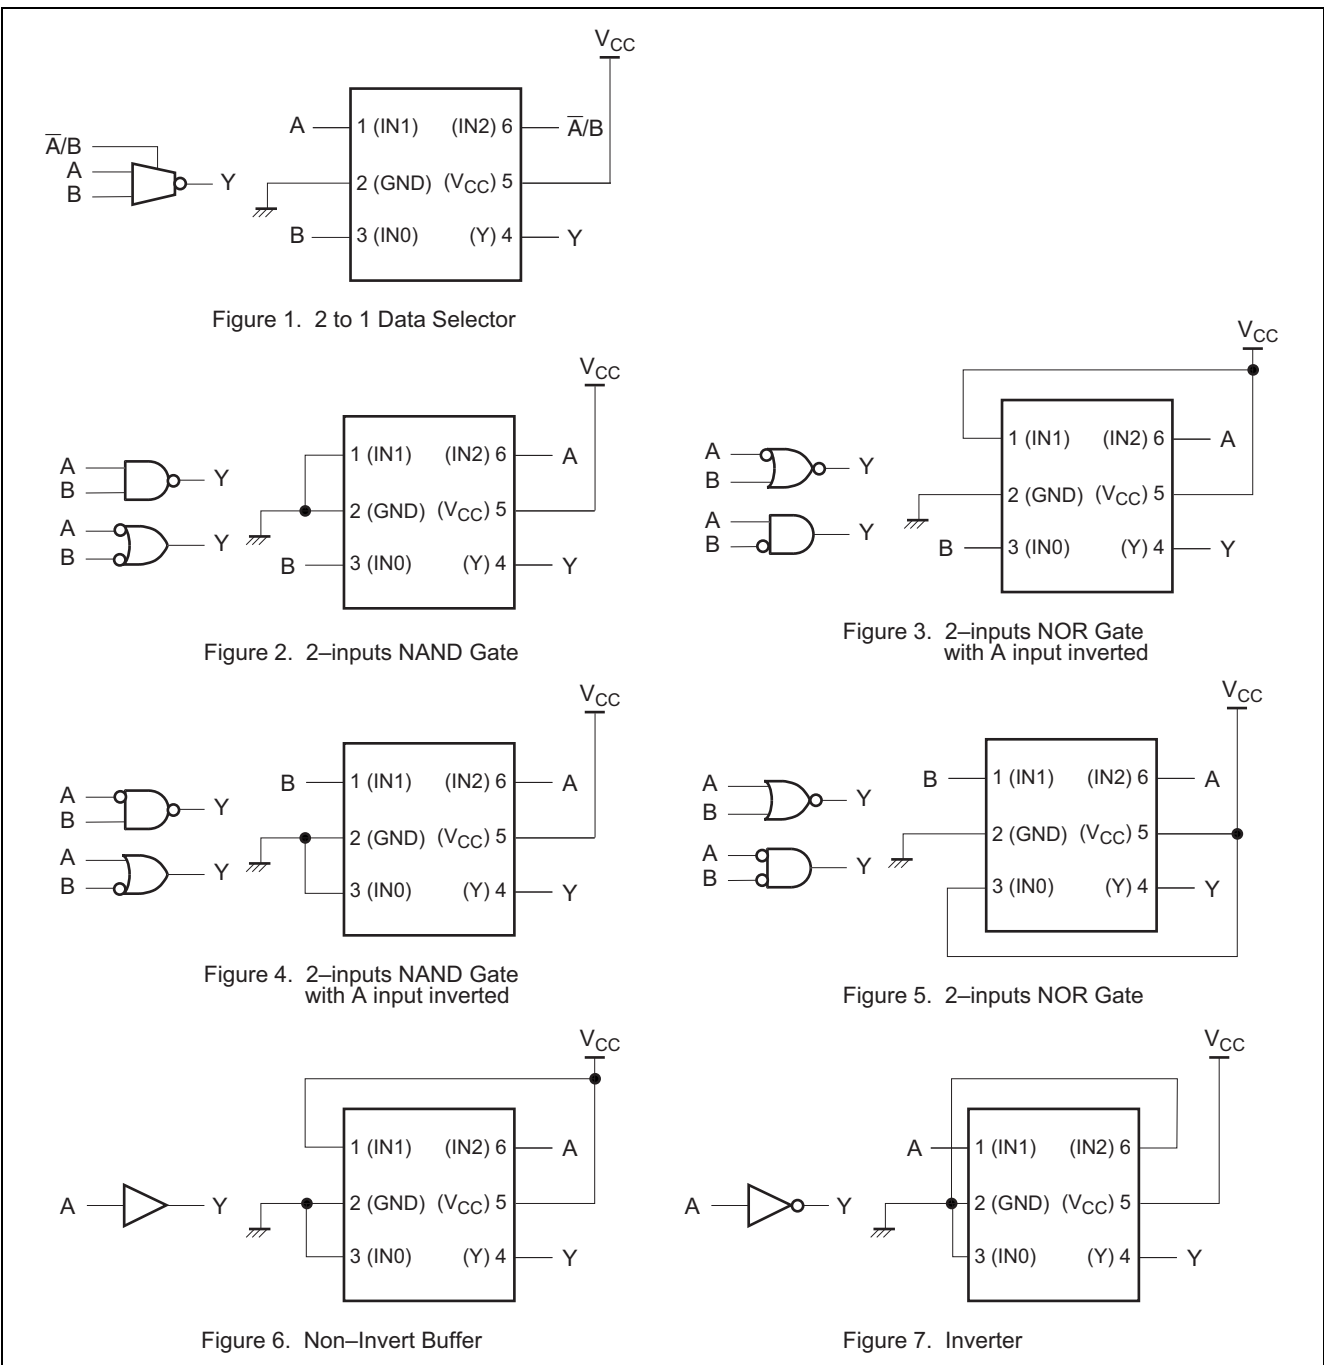 VCC
A̅/B
A
B
Y
A
1 (IN1)
(IN2) 6
A̅/B
2 (GND)
(VCC) 5
B
3 (IN0)
(Y) 4
Y
Figure 1. 2 to 1 Data Selector
VCC
A
B
Y
A
B
Y
1 (IN1)
(IN2) 6
A
2 (GND)
(VCC) 5
B
3 (IN0)
(Y) 4
Y
Figure 2. 2–inputs NAND Gate
VCC
A
B
Y
A
B
Y
1 (IN1)
(IN2) 6
A
2 (GND)
(VCC) 5
B
3 (IN0)
(Y) 4
Y
Figure 3. 2–inputs NOR Gate
with A input inverted
VCC
A
B
Y
A
B
Y
B
1 (IN1)
(IN2) 6
A
2 (GND)
(VCC) 5
3 (IN0)
(Y) 4
Y
Figure 4. 2–inputs NAND Gate
with A input inverted
VCC
A
B
Y
A
B
Y
B
1 (IN1)
(IN2) 6
A
2 (GND)
(VCC) 5
3 (IN0)
(Y) 4
Y
Figure 5. 2–inputs NOR Gate
VCC
A
Y
1 (IN1)
(IN2) 6
A
2 (GND)
(VCC) 5
3 (IN0)
(Y) 4
Y
Figure 6. Non–Invert Buffer
VCC
A
Y
A
1 (IN1)
(IN2) 6
2 (GND)
(VCC) 5
3 (IN0)
(Y) 4
Y
Figure 7. Inverter